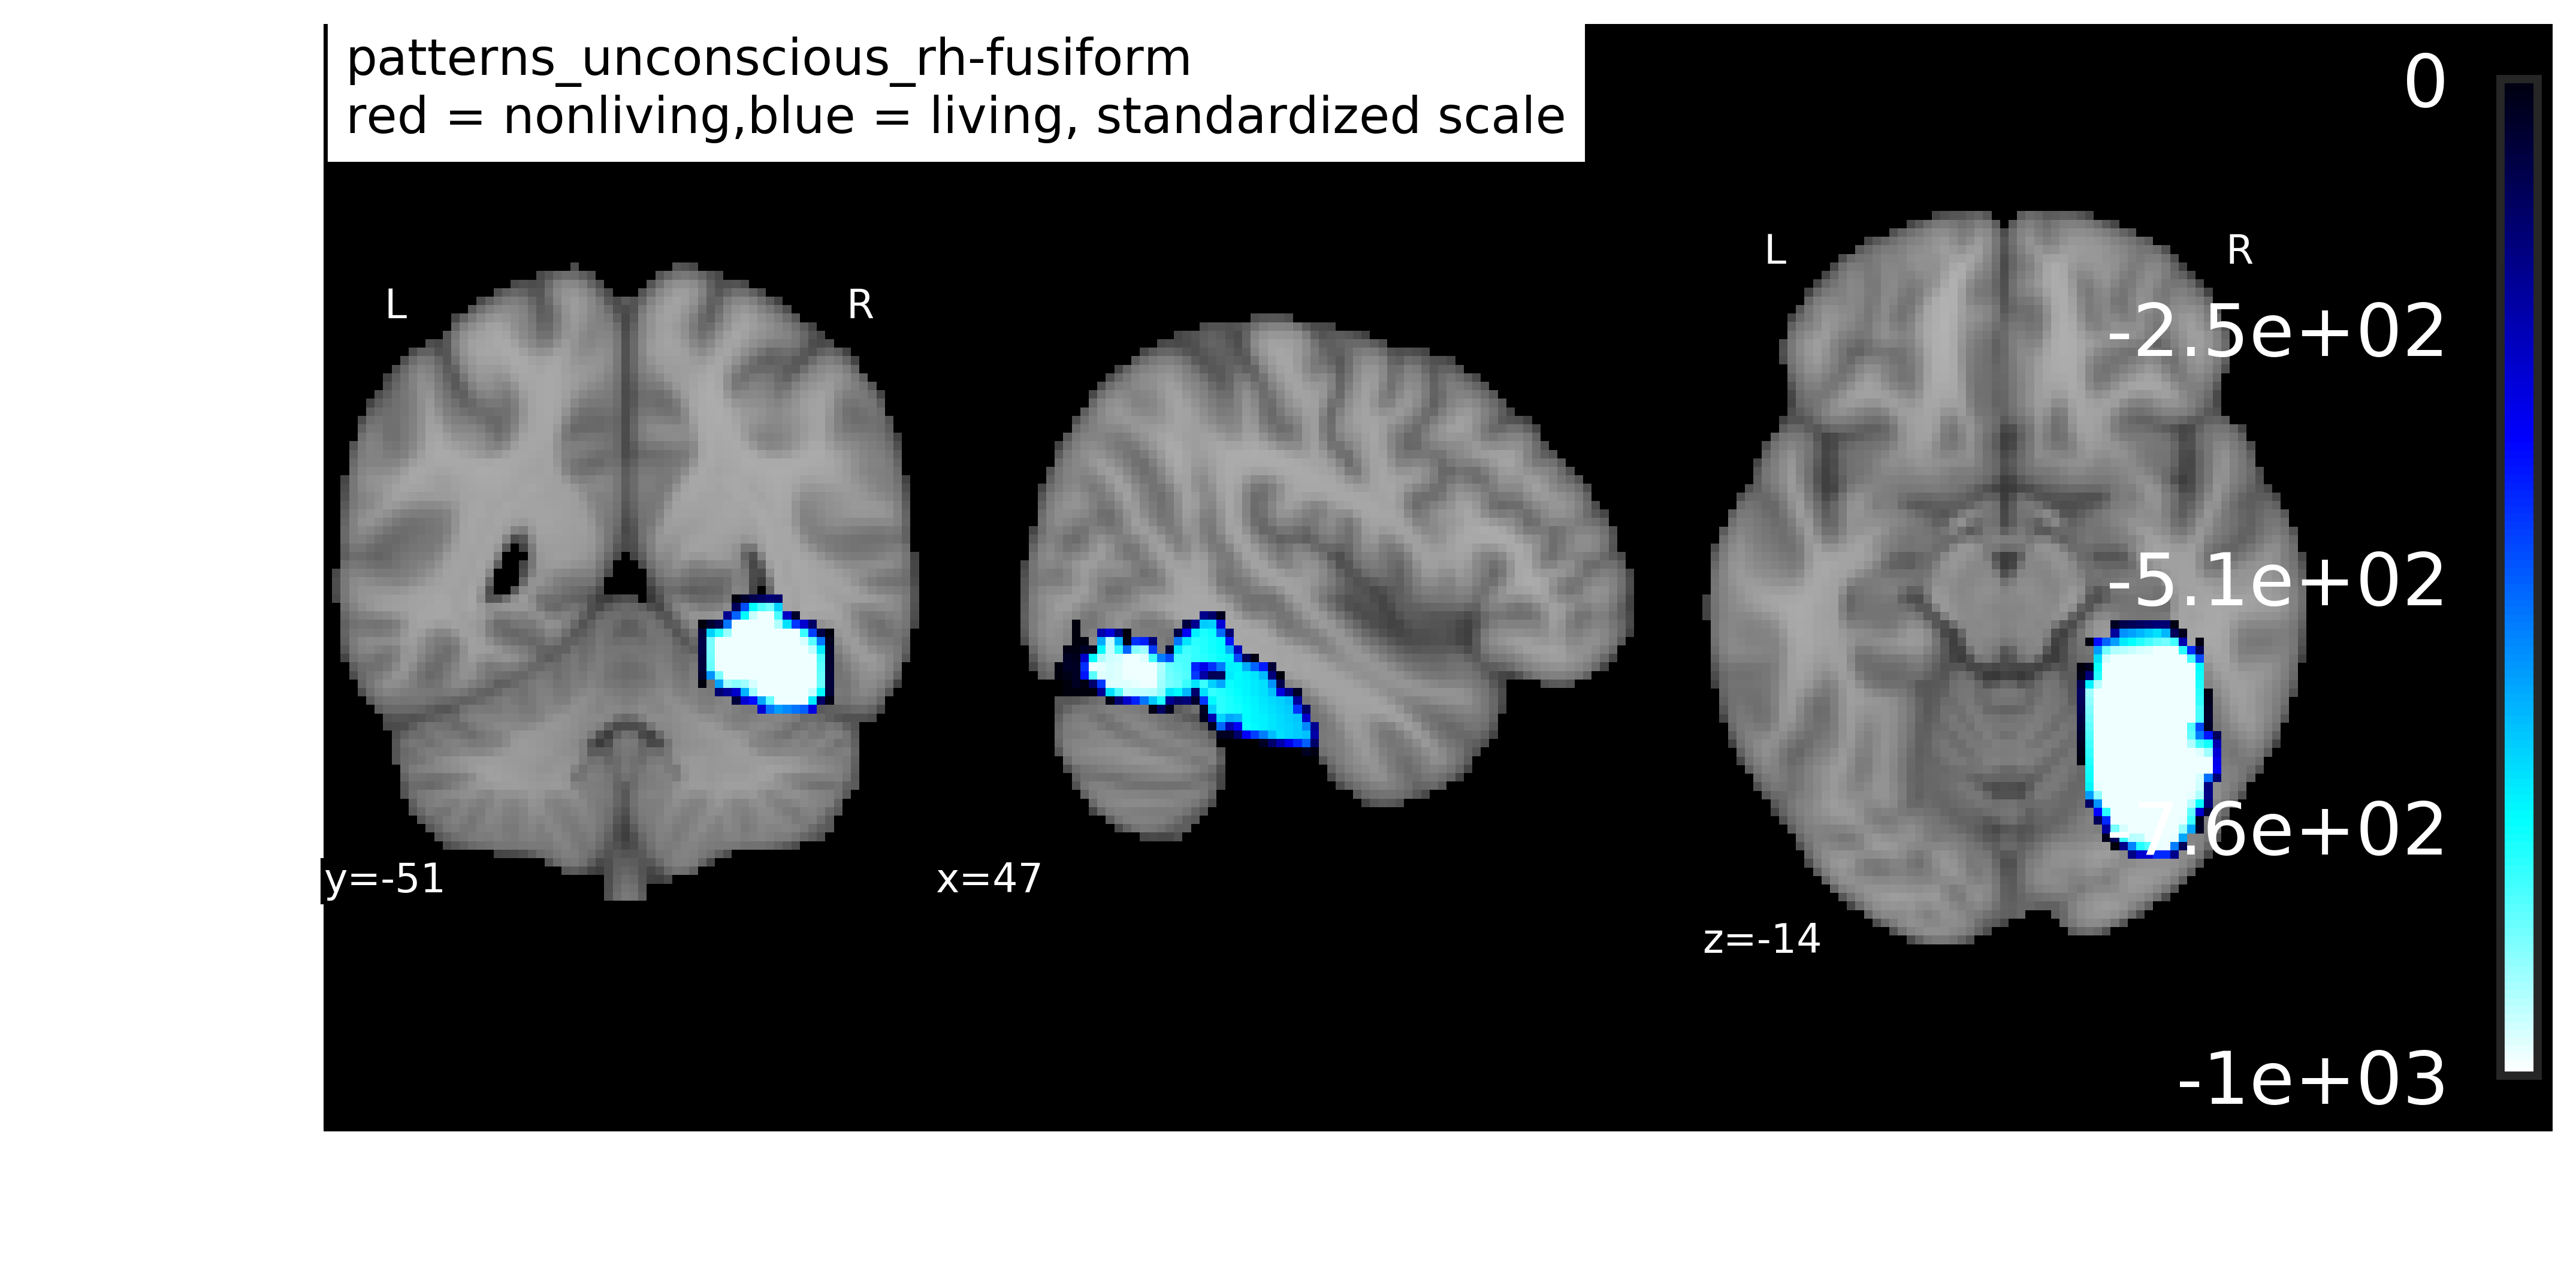 patterns_unconscious_rh-fusiform
red = nonliving,blue = living, standardized scale
0
L R
L R
-2.5e+02
-5.1e+02
-7.6e+02
y=-51
x=47
z=-14
-1e+03